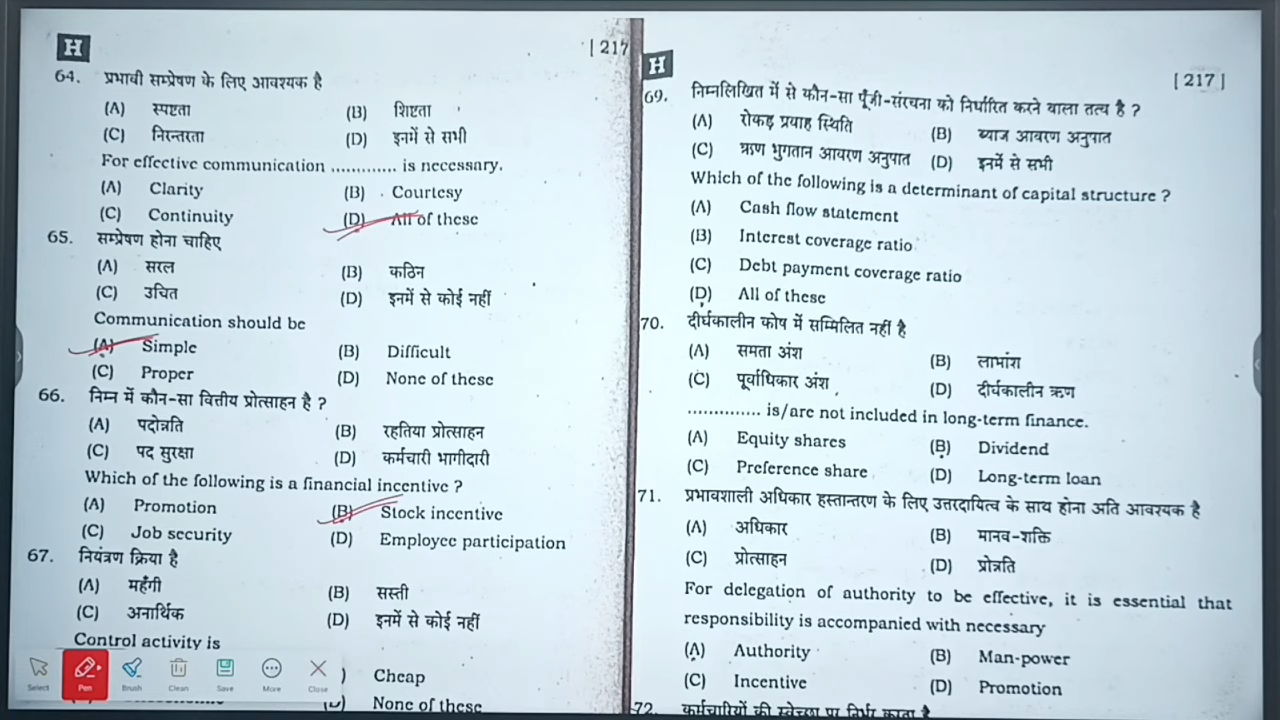 H
[ 217
64. प्रभावी सम्प्रेषण के लिए आवश्यक है
(A) स्पष्टता (B) शिष्टता
(C) निरन्तरता (D) इनमें से सभी
For effective communication ............. is necessary.
(A) Clarity (B) Courtesy
(C) Continuity (D) All of these
65. सम्प्रेषण होना चाहिए
(A) सरल (B) कठिन
(C) उचित (D) इनमें से कोई नहीं
Communication should be
(A) Simple (B) Difficult
(C) Proper (D) None of these
66. निम्न में कौन-सा वित्तीय प्रोत्साहन है ?
(A) पदोन्नति (B) रहतिया प्रोत्साहन
(C) पद सुरक्षा (D) कर्मचारी भागीदारी
Which of the following is a financial incentive ?
(A) Promotion (B) Stock incentive
(C) Job security (D) Employee participation
67. नियंत्रण क्रिया है
(A) महँगी (B) सस्ती
(C) अनार्थिक (D) इनमें से कोई नहीं
Control activity is
) Cheap
None of these
Select Pen Brush Clean Save More Close
H
[ 217 ]
69. निम्नलिखित में से कौन-सा पूँजी-संरचना को निर्धारित करने वाला तत्व है ?
(A) रोकड़ प्रवाह स्थिति (B) ब्याज आवरण अनुपात
(C) ऋण भुगतान आवरण अनुपात (D) इनमें से सभी
Which of the following is a determinant of capital structure ?
(A) Cash flow statement
(B) Interest coverage ratio
(C) Debt payment coverage ratio
(D) All of these
70. दीर्घकालीन कोष में सम्मिलित नहीं है
(A) समता अंश (B) लाभांश
(C) पूर्वाधिकार अंश (D) दीर्घकालीन ऋण
.............. is/are not included in long-term finance.
(A) Equity shares (B) Dividend
(C) Preference share (D) Long-term loan
71. प्रभावशाली अधिकार हस्तान्तरण के लिए उत्तरदायित्व के साथ होना अति आवश्यक है
(A) अधिकार (B) मानव-शक्ति
(C) प्रोत्साहन (D) प्रोन्नति
For delegation of authority to be effective, it is essential that
responsibility is accompanied with necessary
(A) Authority (B) Man-power
(C) Incentive (D) Promotion
72. कर्मचारियों की स्वेच्छा पर निर्भर करता है